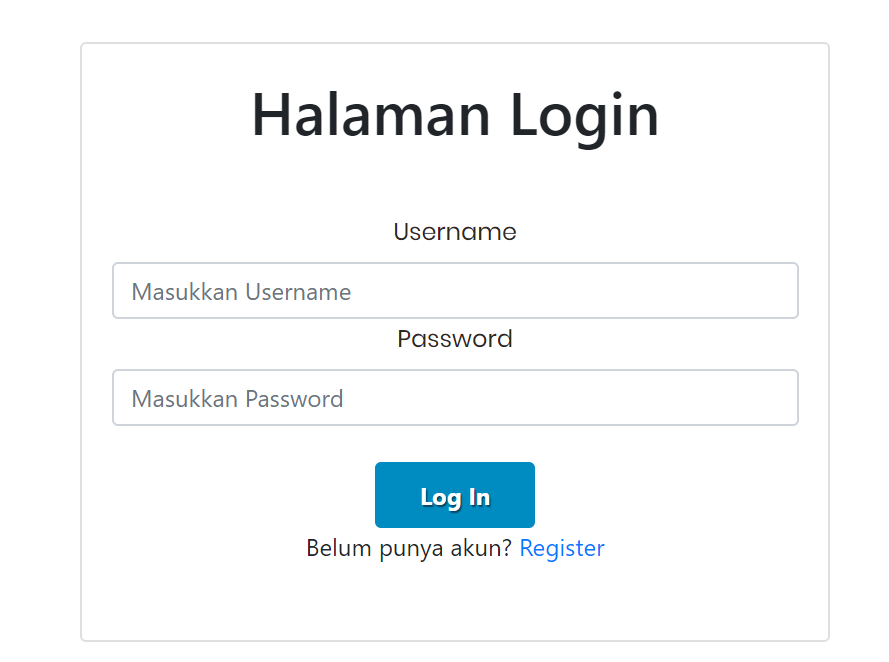 Halaman Login
Username
Masukkan Username
Password
Masukkan Password
Log In
Belum punya akun? Register